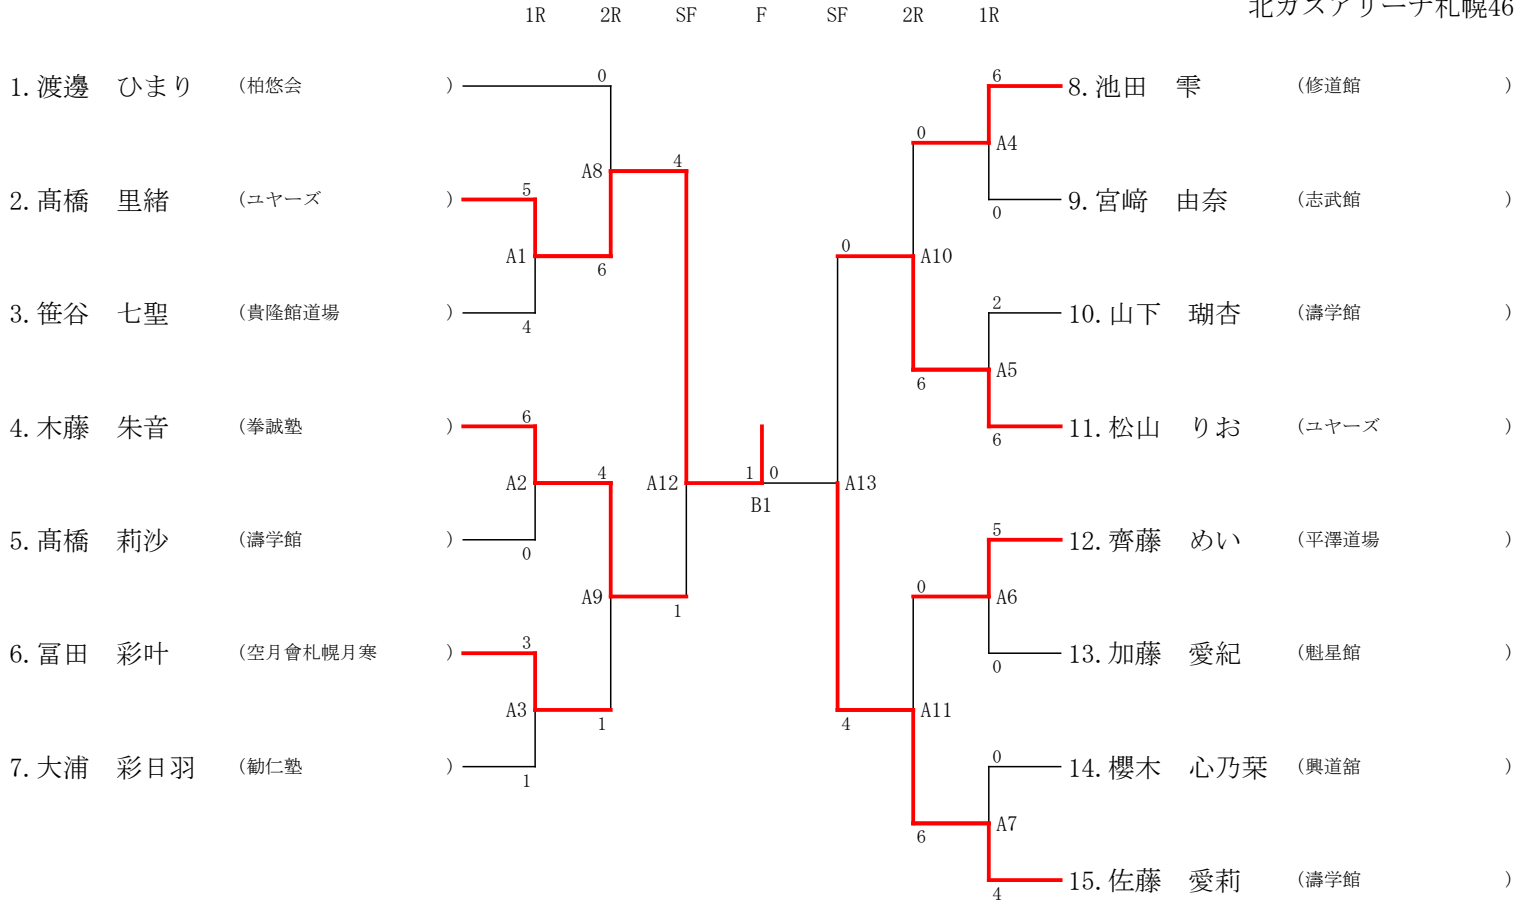 北ガスアリーナ札幌46
1R 2R SF F SF 2R 1R
1. 渡邊　ひまり （柏悠会） 0
2. 髙橋　里緒 （ユヤーズ） 5
A8 4
A1 6
3. 笹谷　七聖 （貴隆館道場） 4
4. 木藤　朱音 （拳誠塾） 6
A2 4
5.髙橋　莉沙 （濤学館） 0
A9 1
6. 冨田　彩叶 （空月會札幌月寒） 3
A3 1
7. 大浦　彩日羽 （勧仁塾） 1
A12 1 0 A13
B1
6 8. 池田　雫 （修道館）
0 A4
0 9. 宮﨑　由奈 （志武館）
0 A10
2 10. 山下　瑚杏 （濤学館）
6 A5
6 11. 松山　りお （ユヤーズ）
5 12. 齊藤　めい （平澤道場）
0 A6
0 13. 加藤　愛紀 （魁星館）
4 A11
0 14. 櫻木　心乃栞 （興道舘）
6 A7
4 15. 佐藤　愛莉 （濤学館）